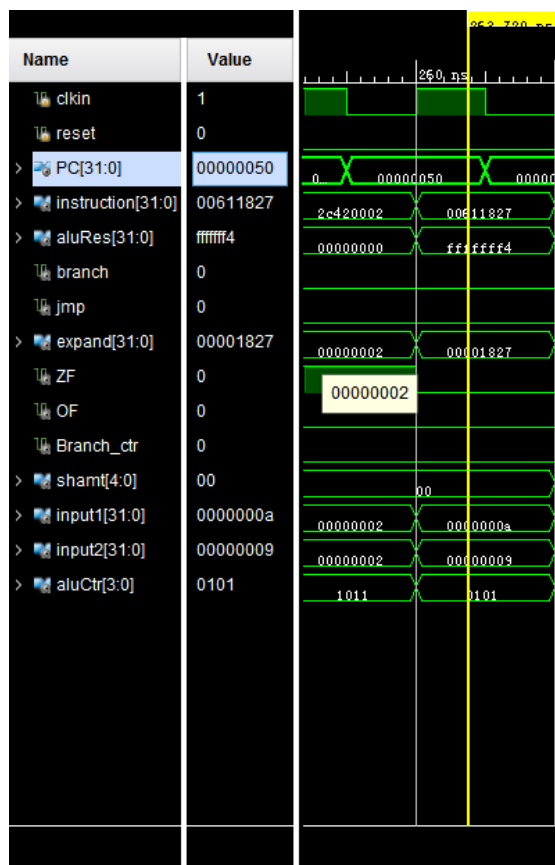 Name Value
260 ns
clkin 1
reset 0
PC[31:0] 00000050 0... 00000050 00000
instruction[31:0] 00611827 2c420002 00611827
aluRes[31:0] fffffff4 00000000 fffffff4
branch 0
jmp 0
expand[31:0] 00001827 00000002 00001827
ZF 0
00000002
OF 0
Branch_ctr 0
shamt[4:0] 00 00
input1[31:0] 0000000a 00000002 0000000a
input2[31:0] 00000009 00000002 00000009
aluCtr[3:0] 0101 1011 0101